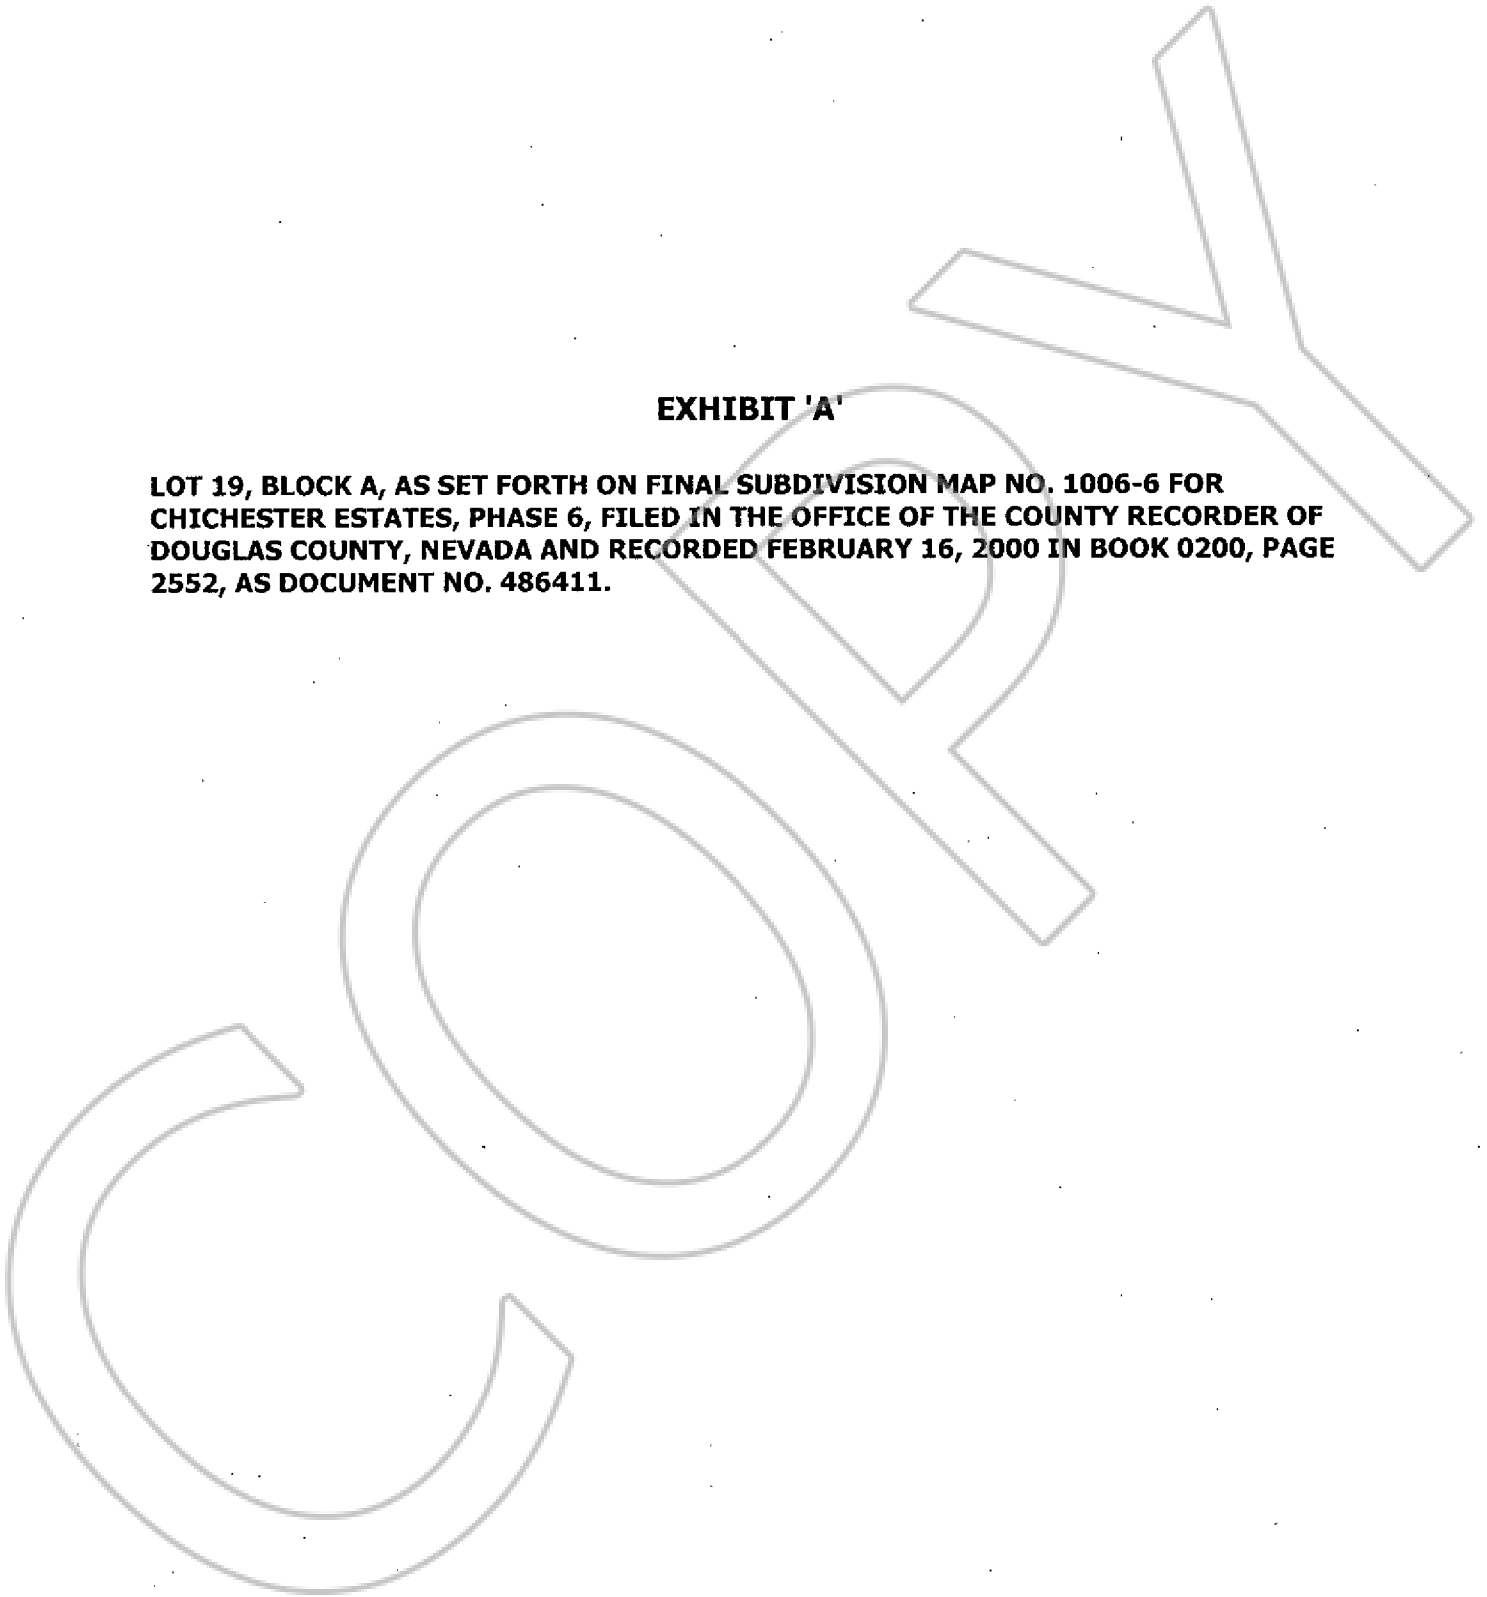 EXHIBIT 'A'
LOT 19, BLOCK A, AS SET FORTH ON FINAL SUBDIVISION MAP NO. 1006-6 FOR
CHICHESTER ESTATES, PHASE 6, FILED IN THE OFFICE OF THE COUNTY RECORDER OF
DOUGLAS COUNTY, NEVADA AND RECORDED FEBRUARY 16, 2000 IN BOOK 0200, PAGE
2552, AS DOCUMENT NO. 486411.
COPY